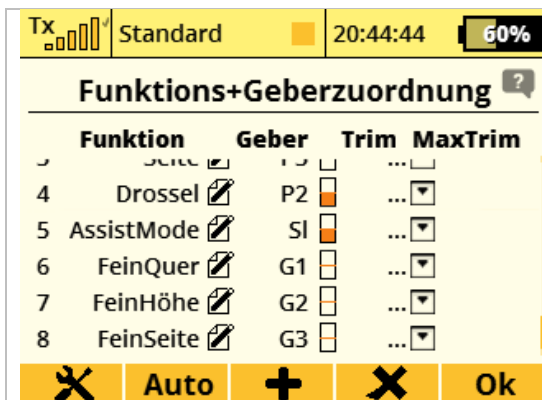 Tx Standard 20:44:44 60%
Funktions+Geberzuordnung ?
Funktion Geber Trim MaxTrim
4 Drossel P2 ...
5 AssistMode Sl ...
6 FeinQuer G1 ...
7 FeinHöhe G2 ...
8 FeinSeite G3 ...
Auto Ok